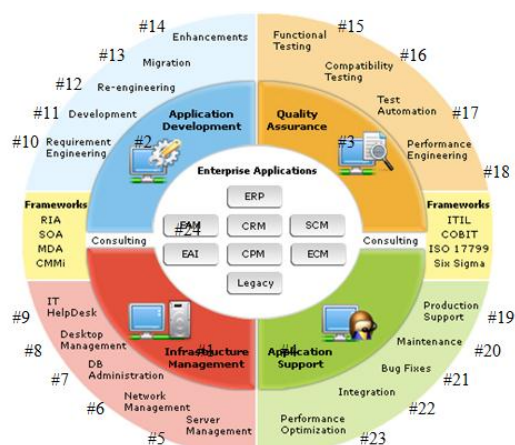 #14
Enhancements
#13
Migration
#12
Re-engineering
#11
Development
#10
Requirement
Engineering
#15
Functional
Testing
#16
Compatibility
Testing
Test
Automation
#17
Performance
Engineering
#18
Application
Development
#2
Quality
Assurance
#3
Enterprise Applications
ERP
EAM
CRM
SCM
#24
EAI
CPM
ECM
Legacy
Frameworks
RIA
SOA
MDA
CMMi
Consulting
Consulting
Frameworks
ITIL
COBIT
ISO 17799
Six Sigma
#1
Infrastructure
Management
#4
Application
Support
#9
IT
HelpDesk
#8
Desktop
Management
#7
DB
Administration
#6
Network
Management
#5
Server
Management
Production
Support
#19
Maintenance
#20
Bug Fixes
#21
Integration
#22
Performance
Optimization
#23